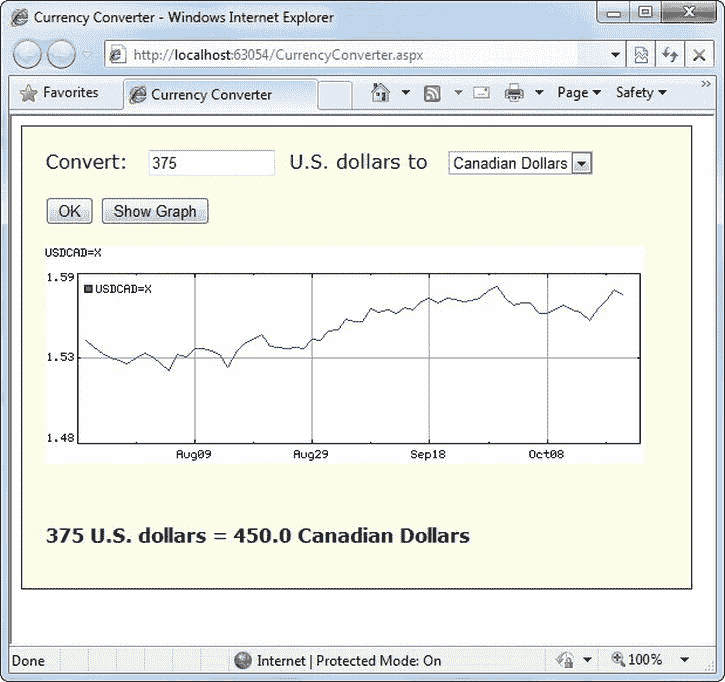 Currency Converter - Windows Internet Explorer
http://localhost:63054/CurrencyConverter.aspx
Favorites Currency Converter Page Safety »
Convert: 375 U.S. dollars to Canadian Dollars
OK Show Graph
USDCAD=X
1.59
USDCAD=X
1.53
1.48
Aug09 Aug29 Sep18 Oct08
375 U.S. dollars = 450.0 Canadian Dollars
Done Internet | Protected Mode: On 100%